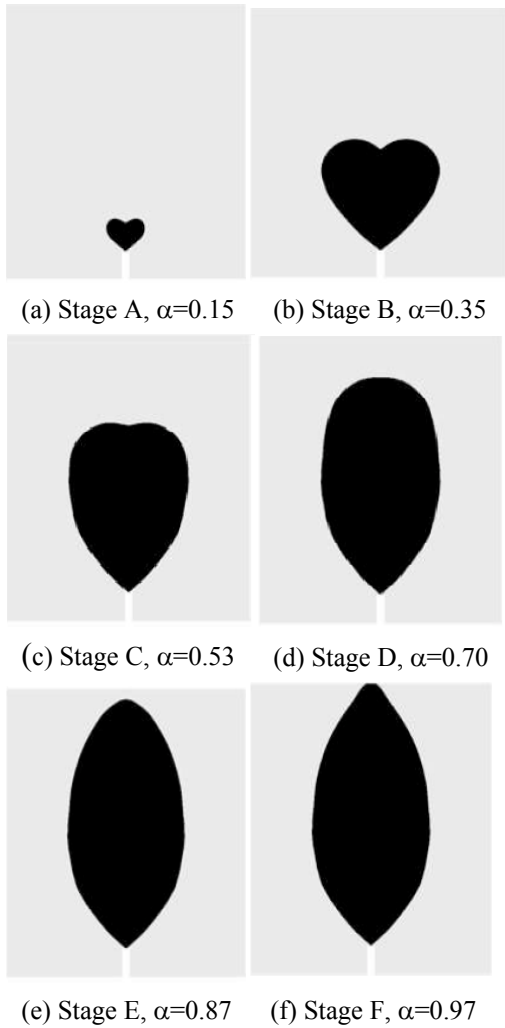 (a) Stage A, α=0.15 (b) Stage B, α=0.35
(c) Stage C, α=0.53 (d) Stage D, α=0.70
(e) Stage E, α=0.87 (f) Stage F, α=0.97